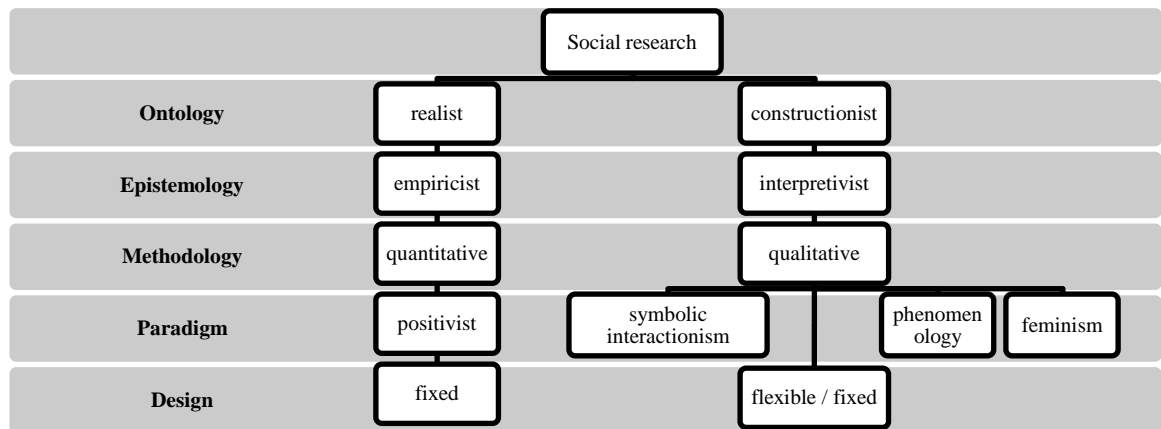 Social research
Ontology
realist
constructionist
Epistemology
empiricist
interpretivist
Methodology
quantitative
qualitative
Paradigm
positivist
symbolic
interactionism
phenomen
ology
feminism
Design
fixed
flexible / fixed